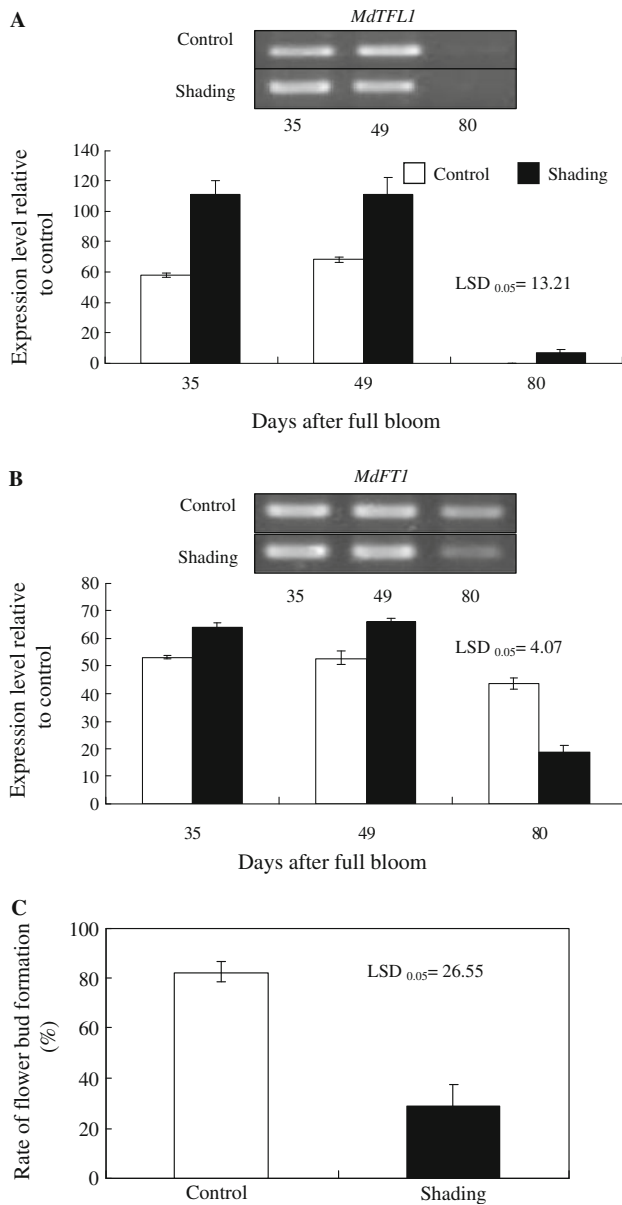 A
MdTFL1
Control
Shading
35 49 80
140
120
100
80
60
40
20
0
Expression level relative
to control
Control Shading
LSD 0.05= 13.21
35 49 80
Days after full bloom
B
MdFT1
Control
Shading
35 49 80
80
70
60
50
40
30
20
10
0
Expression level relative
to control
LSD 0.05= 4.07
35 49 80
Days after full bloom
C
100
80
60
40
20
0
Rate of flower bud formation
(%)
LSD 0.05= 26.55
Control Shading